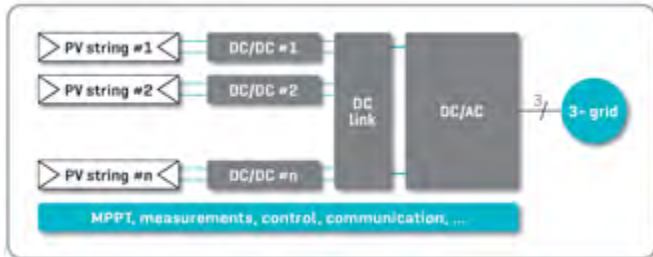 PV string #1
DC/DC #1
PV string #2
DC/DC #2
DC
link
DC/AC
3
3~ grid
PV string #n
DC/DC #n
MPPT, measurements, control, communication, ...